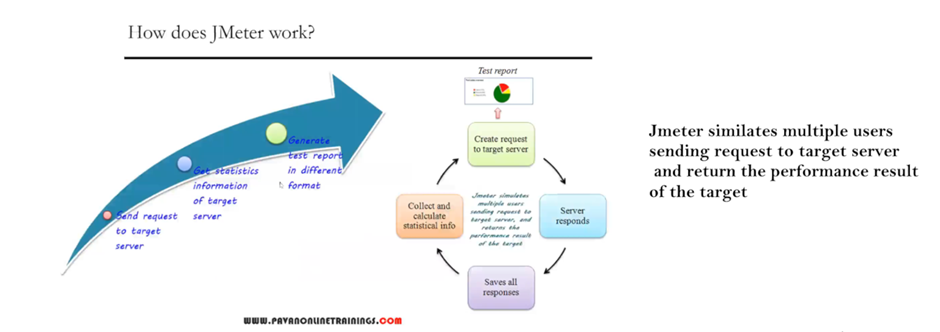 How does JMeter work?
Send request
to target
server
Get statistics
information
of target
server
Generate
test report
in different
format
Test report
Create request
to target server
Server
responds
Saves all
responses
Collect and
calculate
statistical info
Jmeter simulates
multiple users
sending request to
target server, and
returns the
performance result
of the target
Jmeter similates multiple users
sending request to target server
and return the performance result
of the target
WWW.PAVANONLINETRAININGS.COM